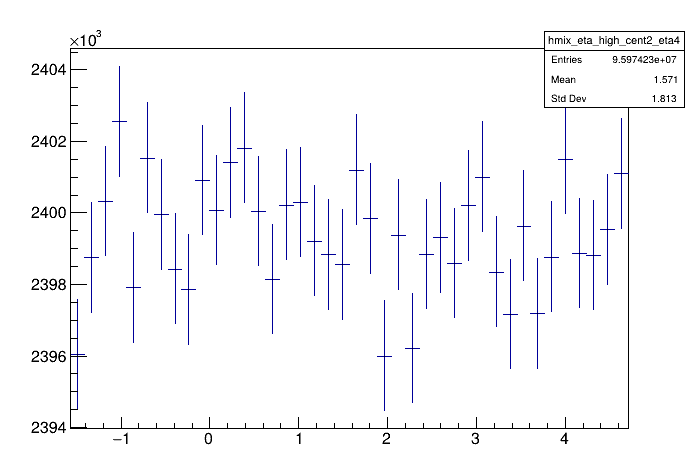 ×10³
hmix_eta_high_cent2_eta4
Entries 9.597423e+07
Mean 1.571
Std Dev 1.813
2404
2402
2400
2398
2396
2394
−1 0 1 2 3 4